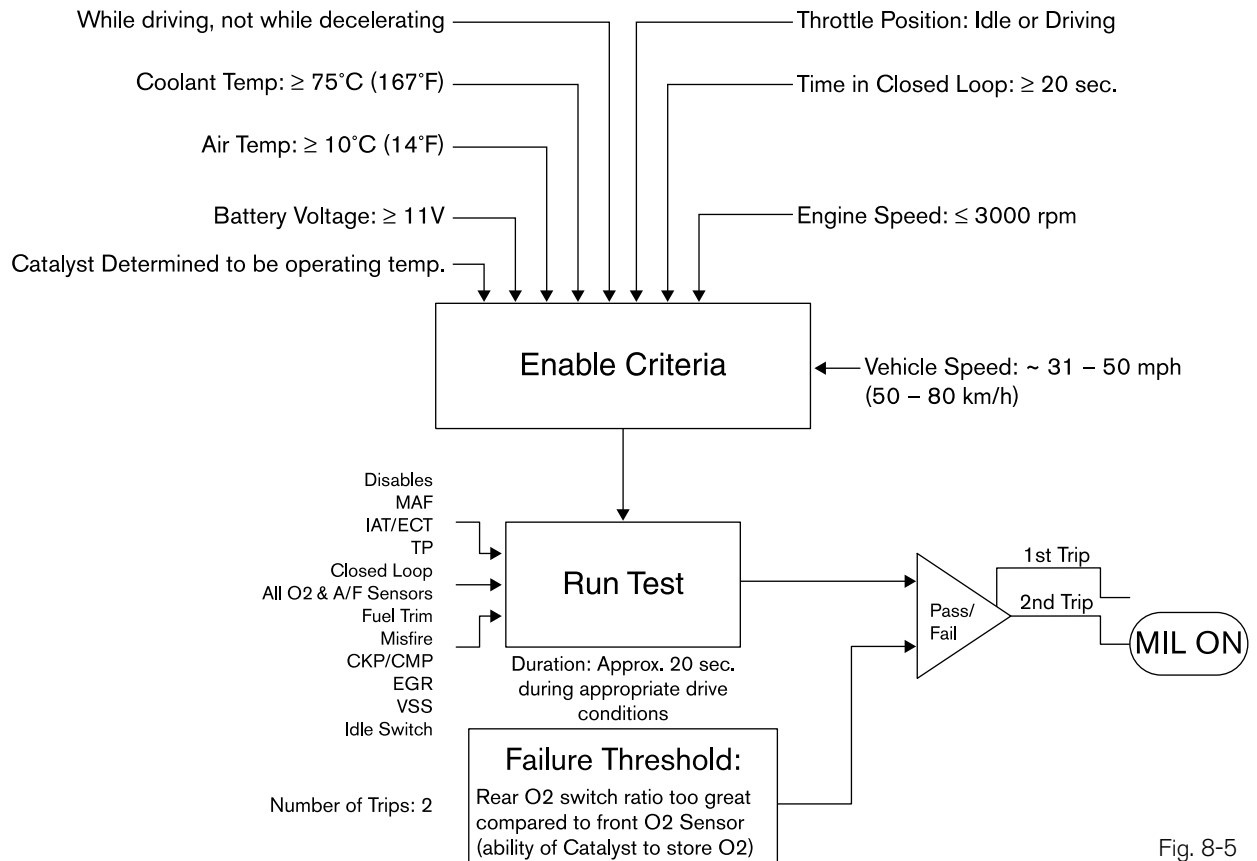 While driving, not while decelerating
Throttle Position: Idle or Driving
Coolant Temp: ≥ 75°C (167°F)
Time in Closed Loop: ≥ 20 sec.
Air Temp: ≥ 10°C (14°F)
Battery Voltage: ≥ 11V
Engine Speed: ≤ 3000 rpm
Catalyst Determined to be operating temp.
Enable Criteria
Vehicle Speed: ~ 31 – 50 mph
(50 – 80 km/h)
Disables
MAF
IAT/ECT
TP
Closed Loop
All O2 & A/F Sensors
Fuel Trim
Misfire
CKP/CMP
EGR
VSS
Idle Switch
Run Test
Duration: Approx. 20 sec.
during appropriate drive
conditions
Pass/
Fail
1st Trip
2nd Trip
MIL ON
Number of Trips: 2
Failure Threshold:
Rear O2 switch ratio too great
compared to front O2 Sensor
(ability of Catalyst to store O2)
Fig. 8-5